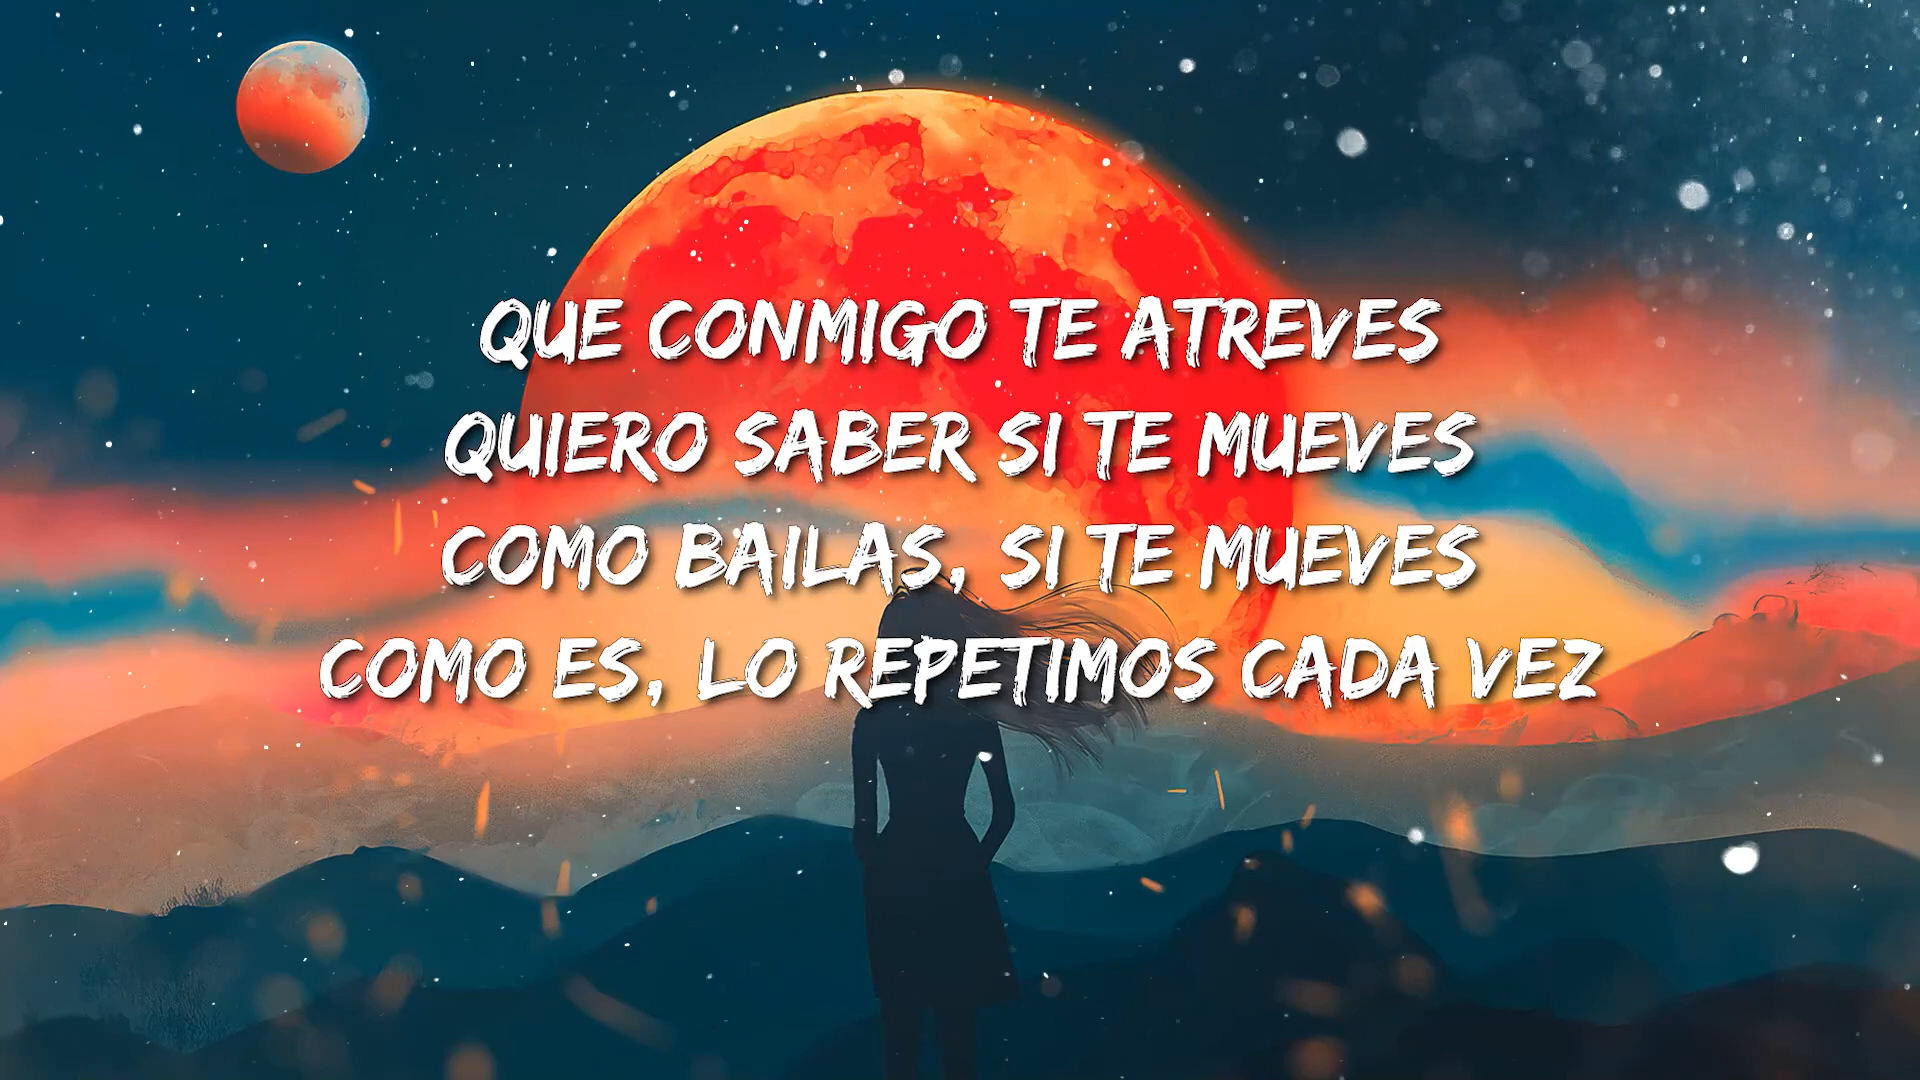 QUE CONMIGO TE ATREVES
QUIERO SABER SI TE MUEVES
COMO BAILAS, SI TE MUEVES
COMO ES, LO REPETIMOS CADA VEZ